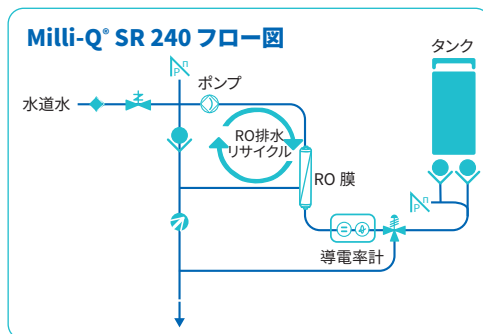 Milli-Q® SR 240 フロー図
タンク
ポンプ
水道水
RO排水
リサイクル
RO 膜
導電率計